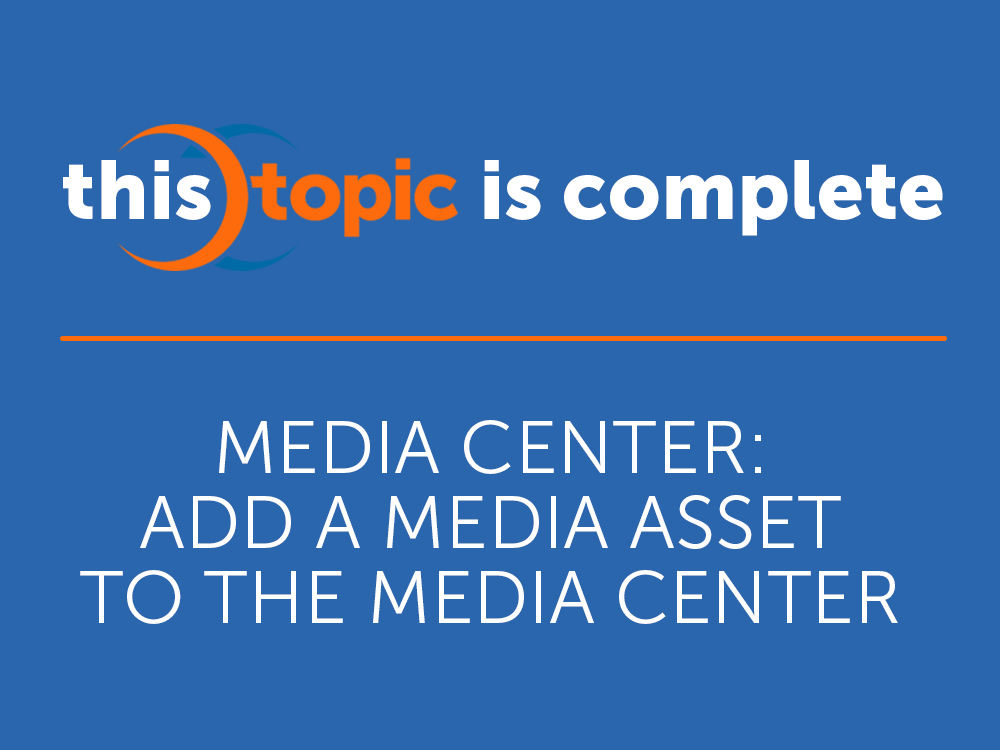 this topic is complete
MEDIA CENTER:
ADD A MEDIA ASSET
TO THE MEDIA CENTER